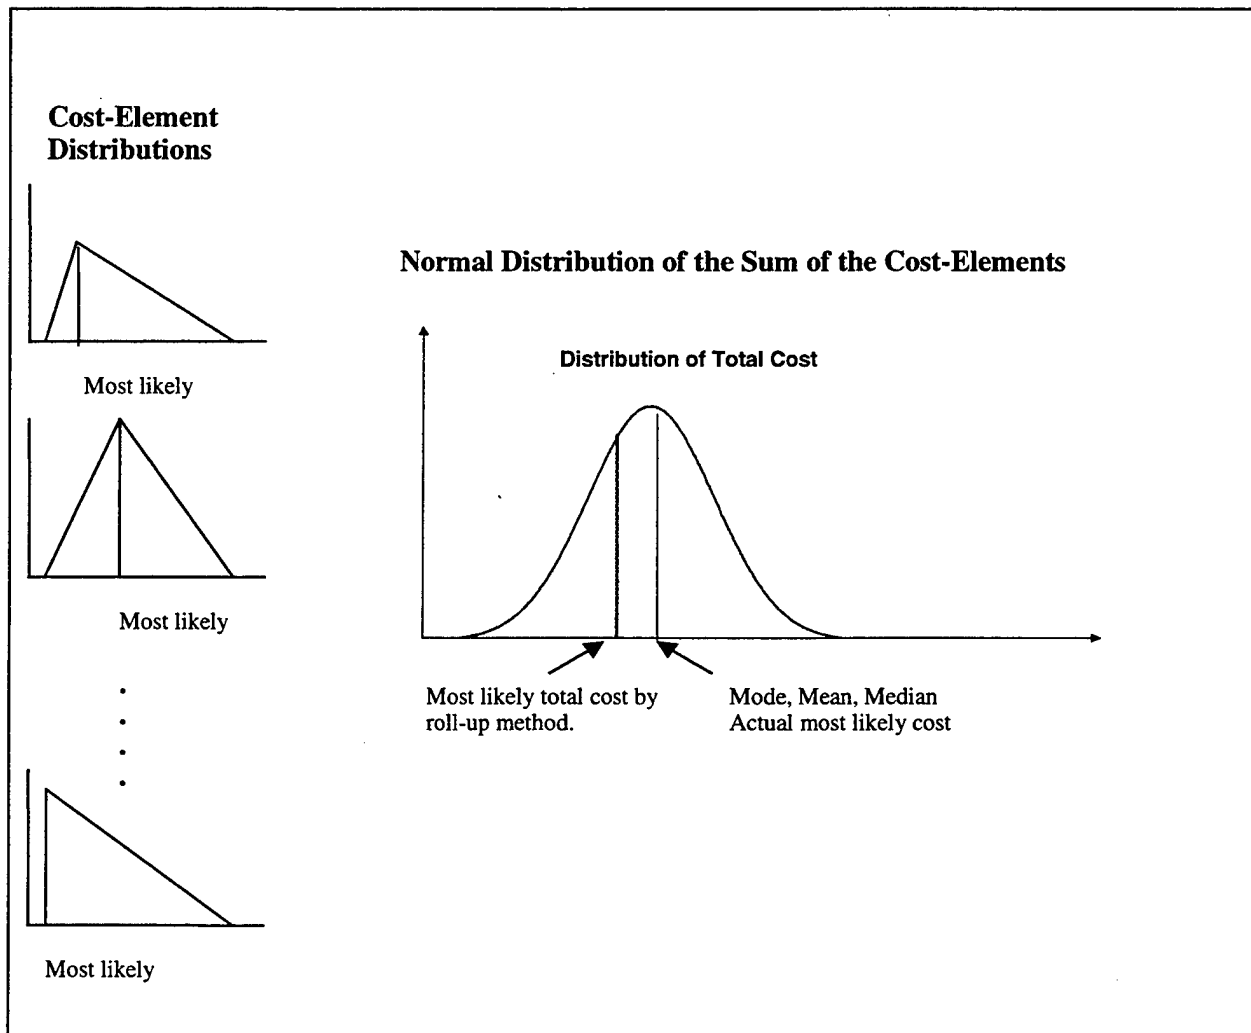 Cost-Element
Distributions
Most likely
Normal Distribution of the Sum of the Cost-Elements
Distribution of Total Cost
Most likely
Most likely total cost by
roll-up method.
Mode, Mean, Median
Actual most likely cost
Most likely